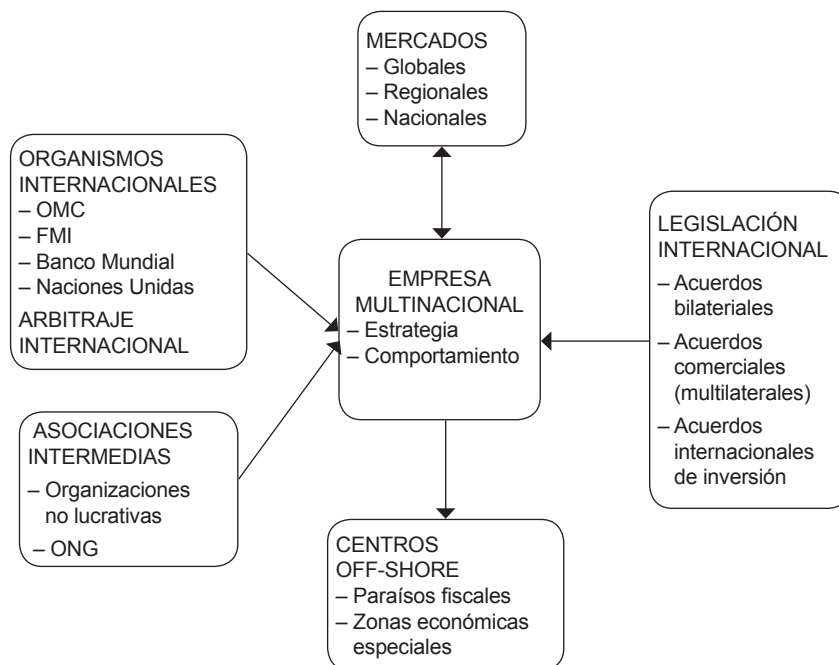 MERCADOS
– Globales
– Regionales
– Nacionales
ORGANISMOS
INTERNACIONALES
– OMC
– FMI
– Banco Mundial
– Naciones Unidas
ARBITRAJE
INTERNACIONAL
EMPRESA
MULTINACIONAL
– Estrategia
– Comportamiento
LEGISLACIÓN
INTERNACIONAL
– Acuerdos
bilateriales
– Acuerdos
comerciales
(multilaterales)
– Acuerdos
internacionales
de inversión
ASOCIACIONES
INTERMEDIAS
– Organizaciones
no lucrativas
– ONG
CENTROS
OFF-SHORE
– Paraísos fiscales
– Zonas económicas
especiales